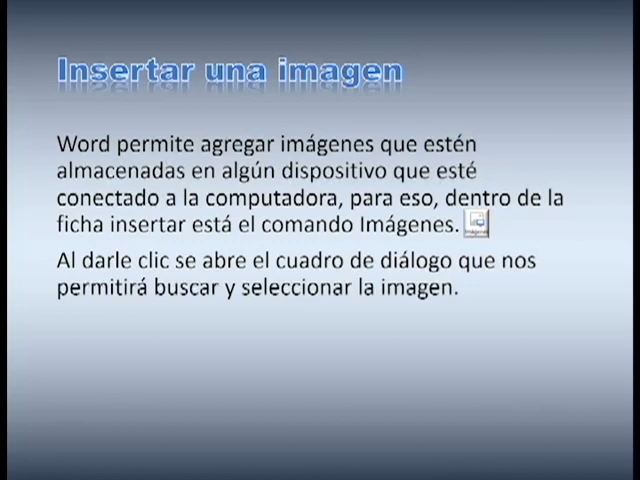 Insertar una imagen
Word permite agregar imágenes que estén
almacenadas en algún dispositivo que esté
conectado a la computadora, para eso, dentro de la
ficha insertar está el comando Imágenes.
Imágenes
Al darle clic se abre el cuadro de diálogo que nos
permitirá buscar y seleccionar la imagen.